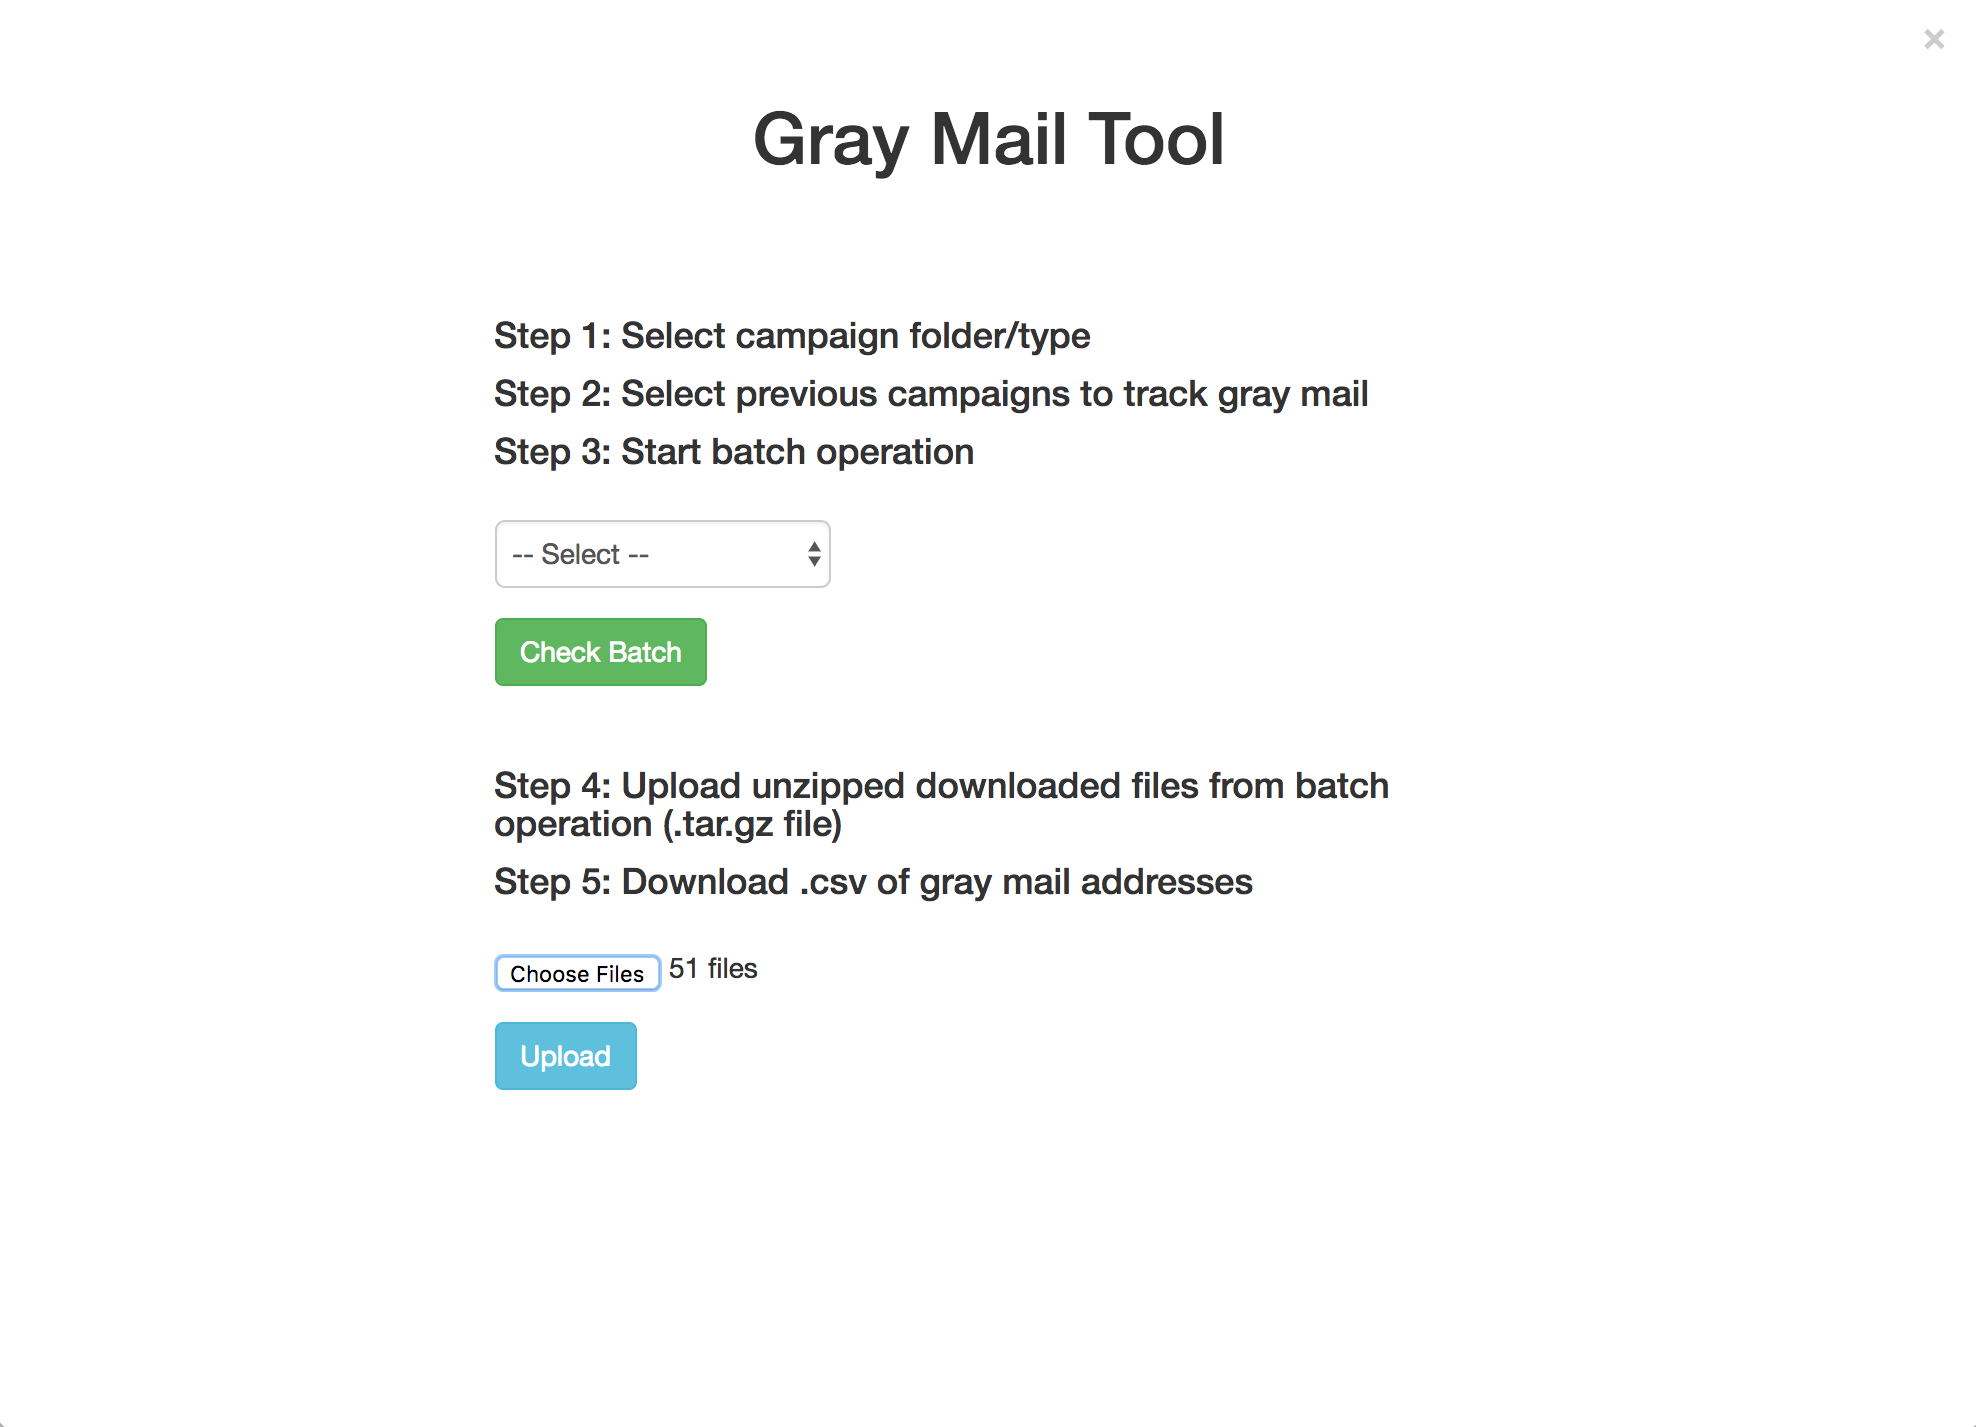 ×
Gray Mail Tool
Step 1: Select campaign folder/type
Step 2: Select previous campaigns to track gray mail
Step 3: Start batch operation
-- Select --
Check Batch
Step 4: Upload unzipped downloaded files from batch
operation (.tar.gz file)
Step 5: Download .csv of gray mail addresses
Choose Files 51 files
Upload